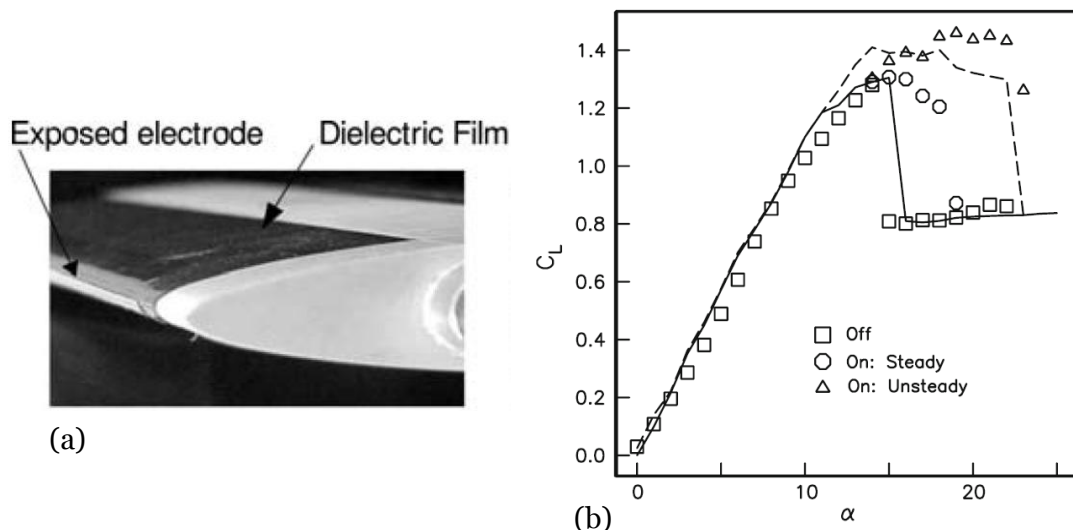 Exposed electrode
Dielectric Film
(a)
1.4
1.2
1.0
0.8
0.6
0.4
0.2
0.0
C_L
0
10
20
α
Off
On: Steady
On: Unsteady
(b)